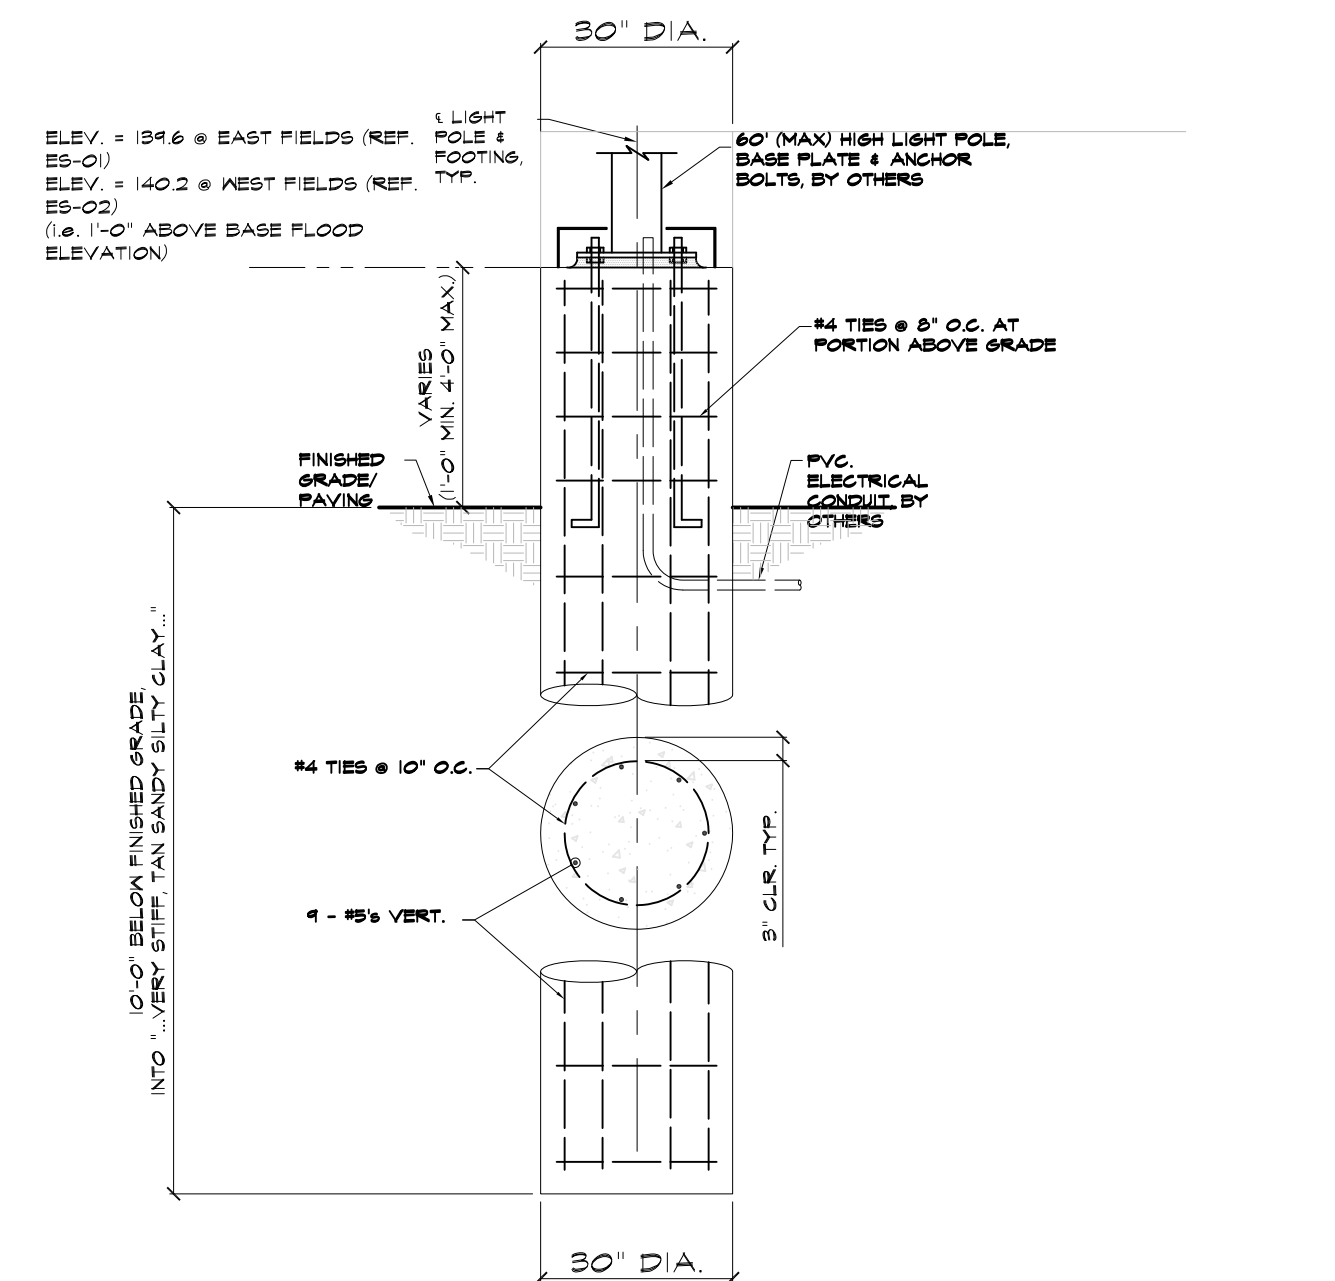 30" DIA.
ELEV. = 139.6 @ EAST FIELDS (REF.
ES-01)
ELEV. = 140.2 @ WEST FIELDS (REF.
ES-02)
(i.e. 1'-0" ABOVE BASE FLOOD
ELEVATION)
℄ LIGHT
POLE &
FOOTING,
TYP.
60' (MAX) HIGH LIGHT POLE,
BASE PLATE & ANCHOR
BOLTS, BY OTHERS
VARIES
(1'-0" MIN. 4'-0" MAX.)
#4 TIES @ 8" O.C. AT
PORTION ABOVE GRADE
FINISHED
GRADE/
PAVING
PVC.
ELECTRICAL
CONDUIT, BY
OTHERS
10'-0" BELOW FINISHED GRADE,
INTO "...VERY STIFF, TAN SANDY SILTY CLAY..."
#4 TIES @ 10" O.C.
3" CLR. TYP.
9 - #5's VERT.
30" DIA.